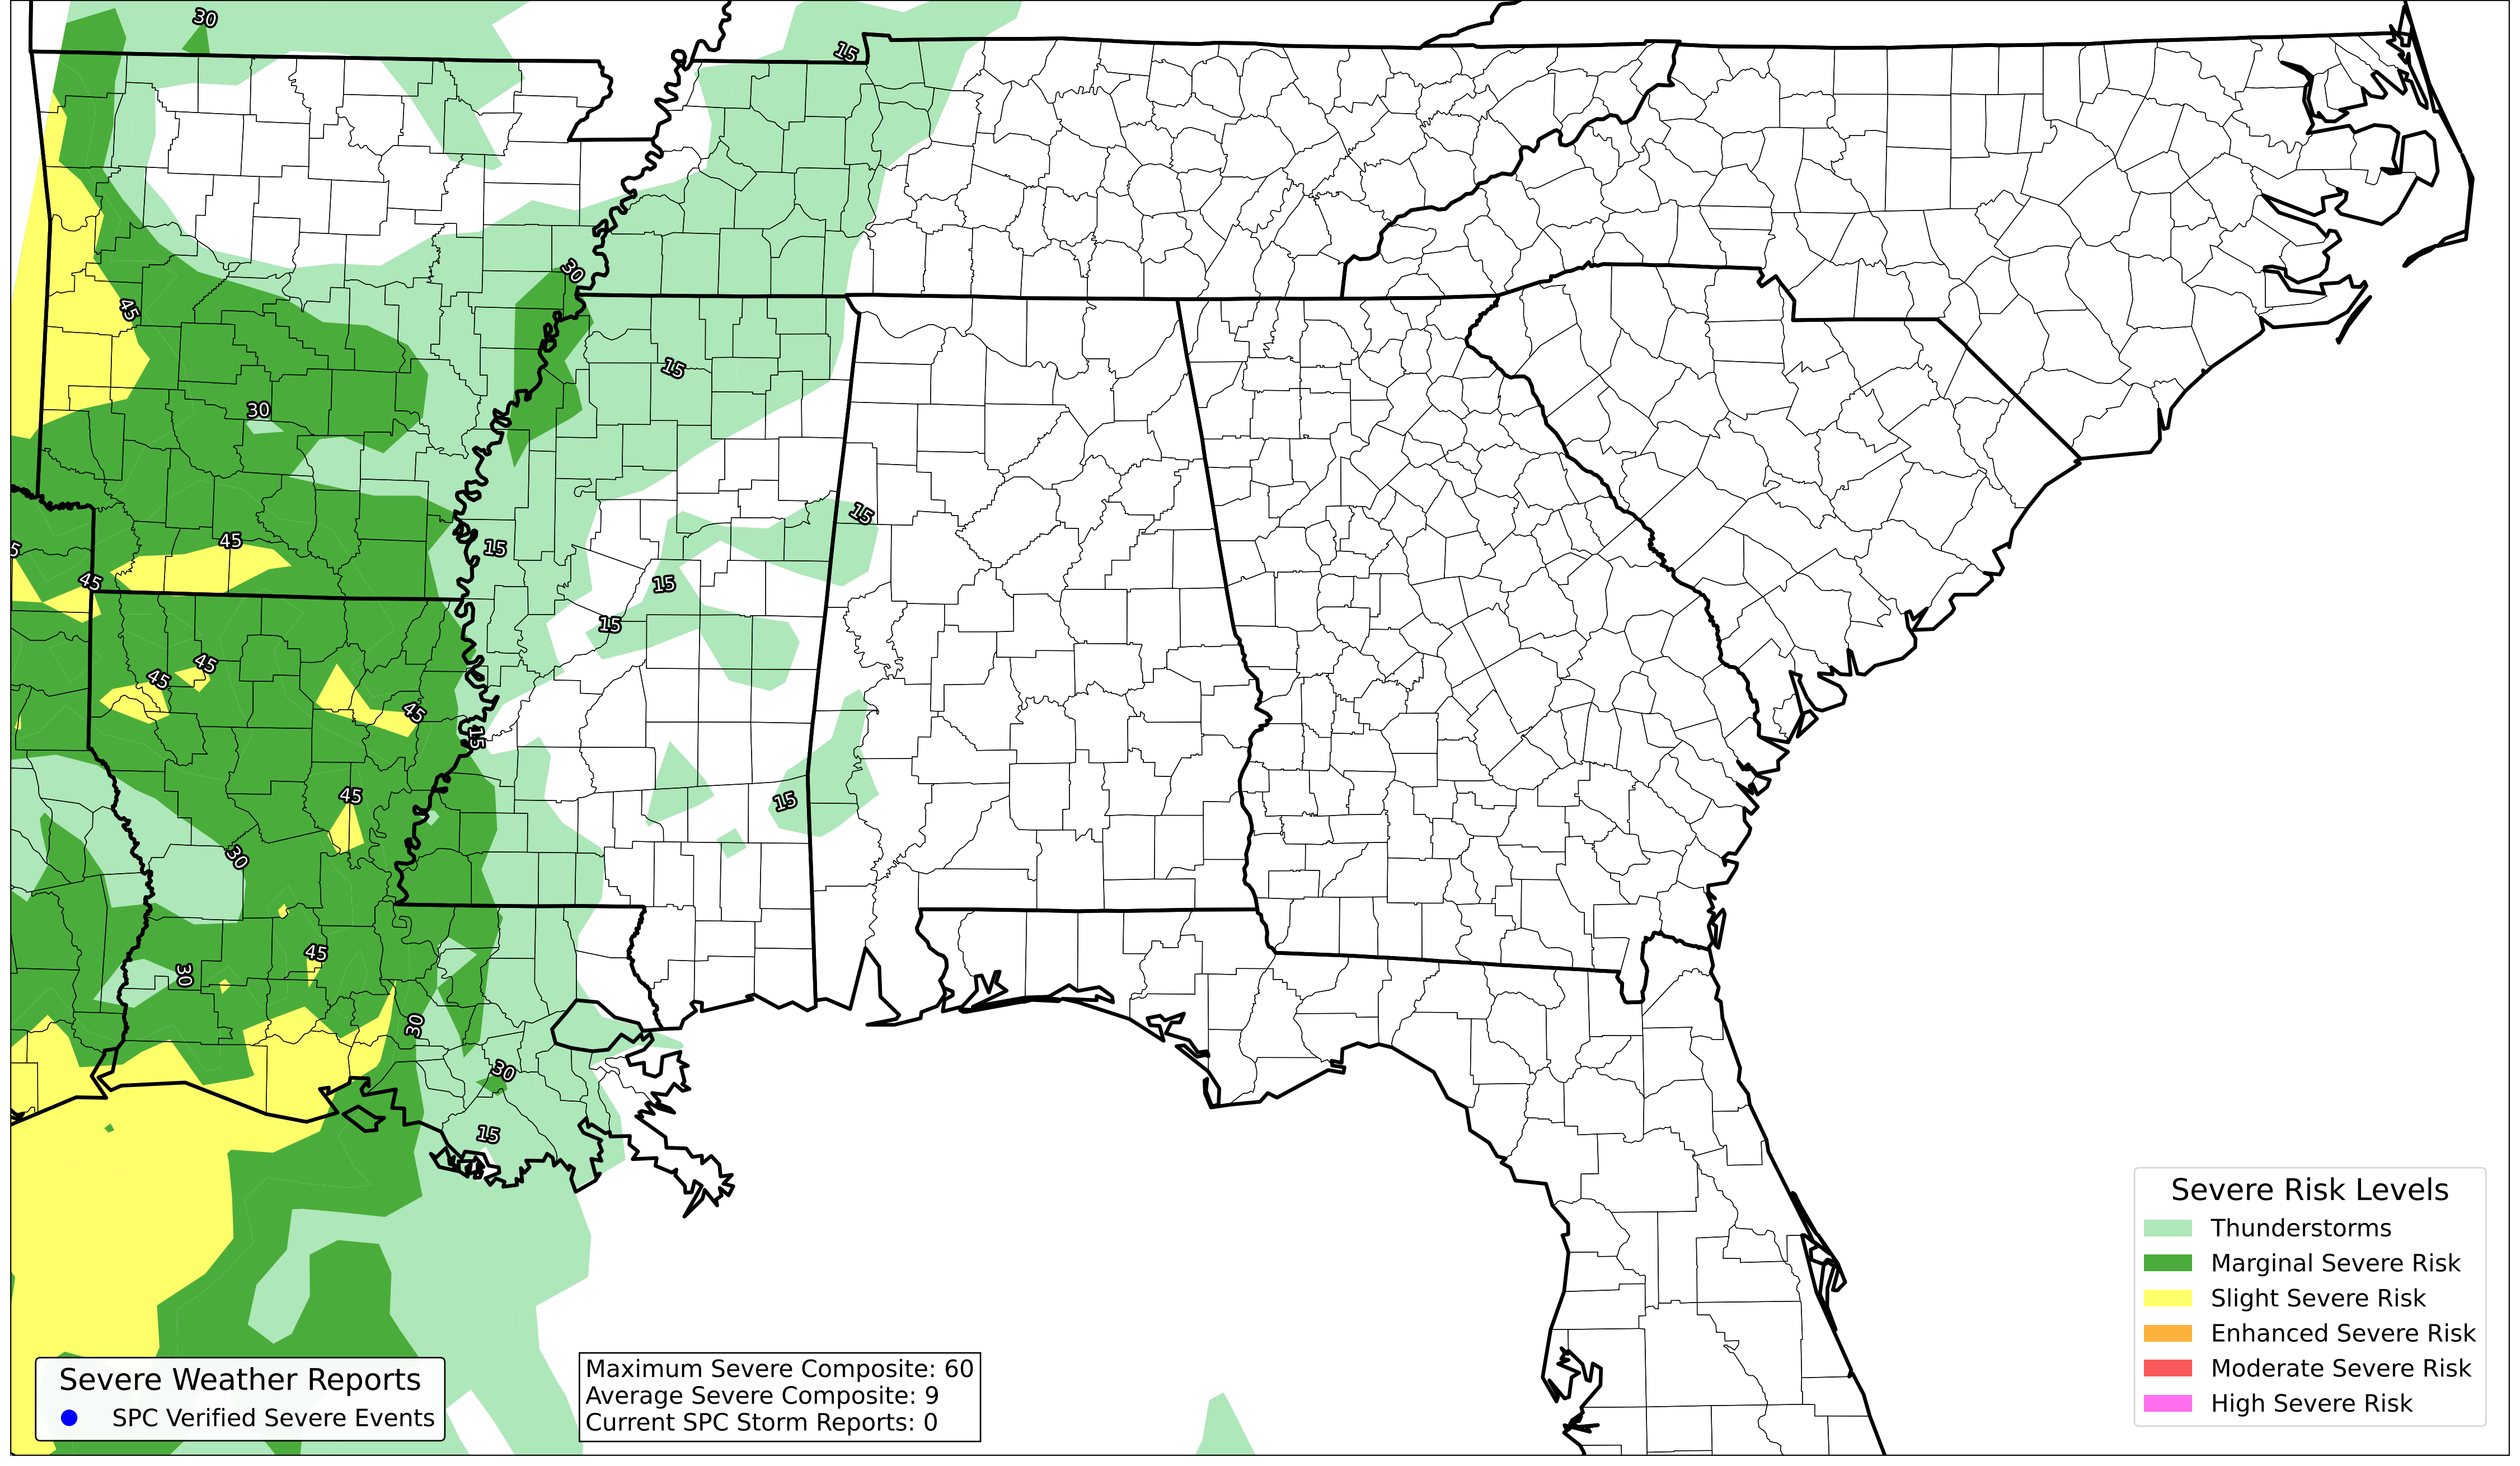 30
15
30
45
15
30
15
45
15
5
45
15
15
45
45
45
15
45
15
30
45
30
30
30
15
Severe Risk Levels
Thunderstorms
Marginal Severe Risk
Slight Severe Risk
Enhanced Severe Risk
Moderate Severe Risk
High Severe Risk
Severe Weather Reports
SPC Verified Severe Events
Maximum Severe Composite: 60
Average Severe Composite: 9
Current SPC Storm Reports: 0